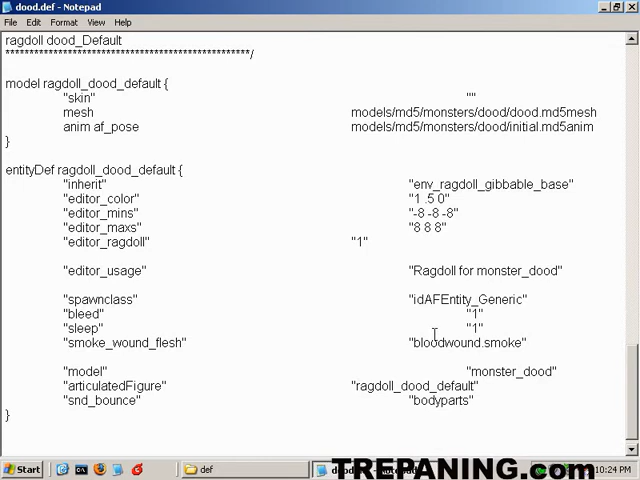 dood.def - Notepad
File Edit Format View Help
ragdoll dood_Default
***************************************************/
model ragdoll_dood_default {
"skin" ""
mesh models/md5/monsters/dood/dood.md5mesh
anim af_pose models/md5/monsters/dood/initial.md5anim
}
entityDef ragdoll_dood_default {
"inherit" "env_ragdoll_gibbable_base"
"editor_color" "1 .5 0"
"editor_mins" "-8 -8 -8"
"editor_maxs" "8 8 8"
"editor_ragdoll" "1"
"editor_usage" "Ragdoll for monster_dood"
"spawnclass" "idAFEntity_Generic"
"bleed" "1"
"sleep" "1"
"smoke_wound_flesh" "bloodwound.smoke"
"model" "monster_dood"
"articulatedFigure" "ragdoll_dood_default"
"snd_bounce" "bodyparts"
}
Start def 10:24 PM
TREPANING.com